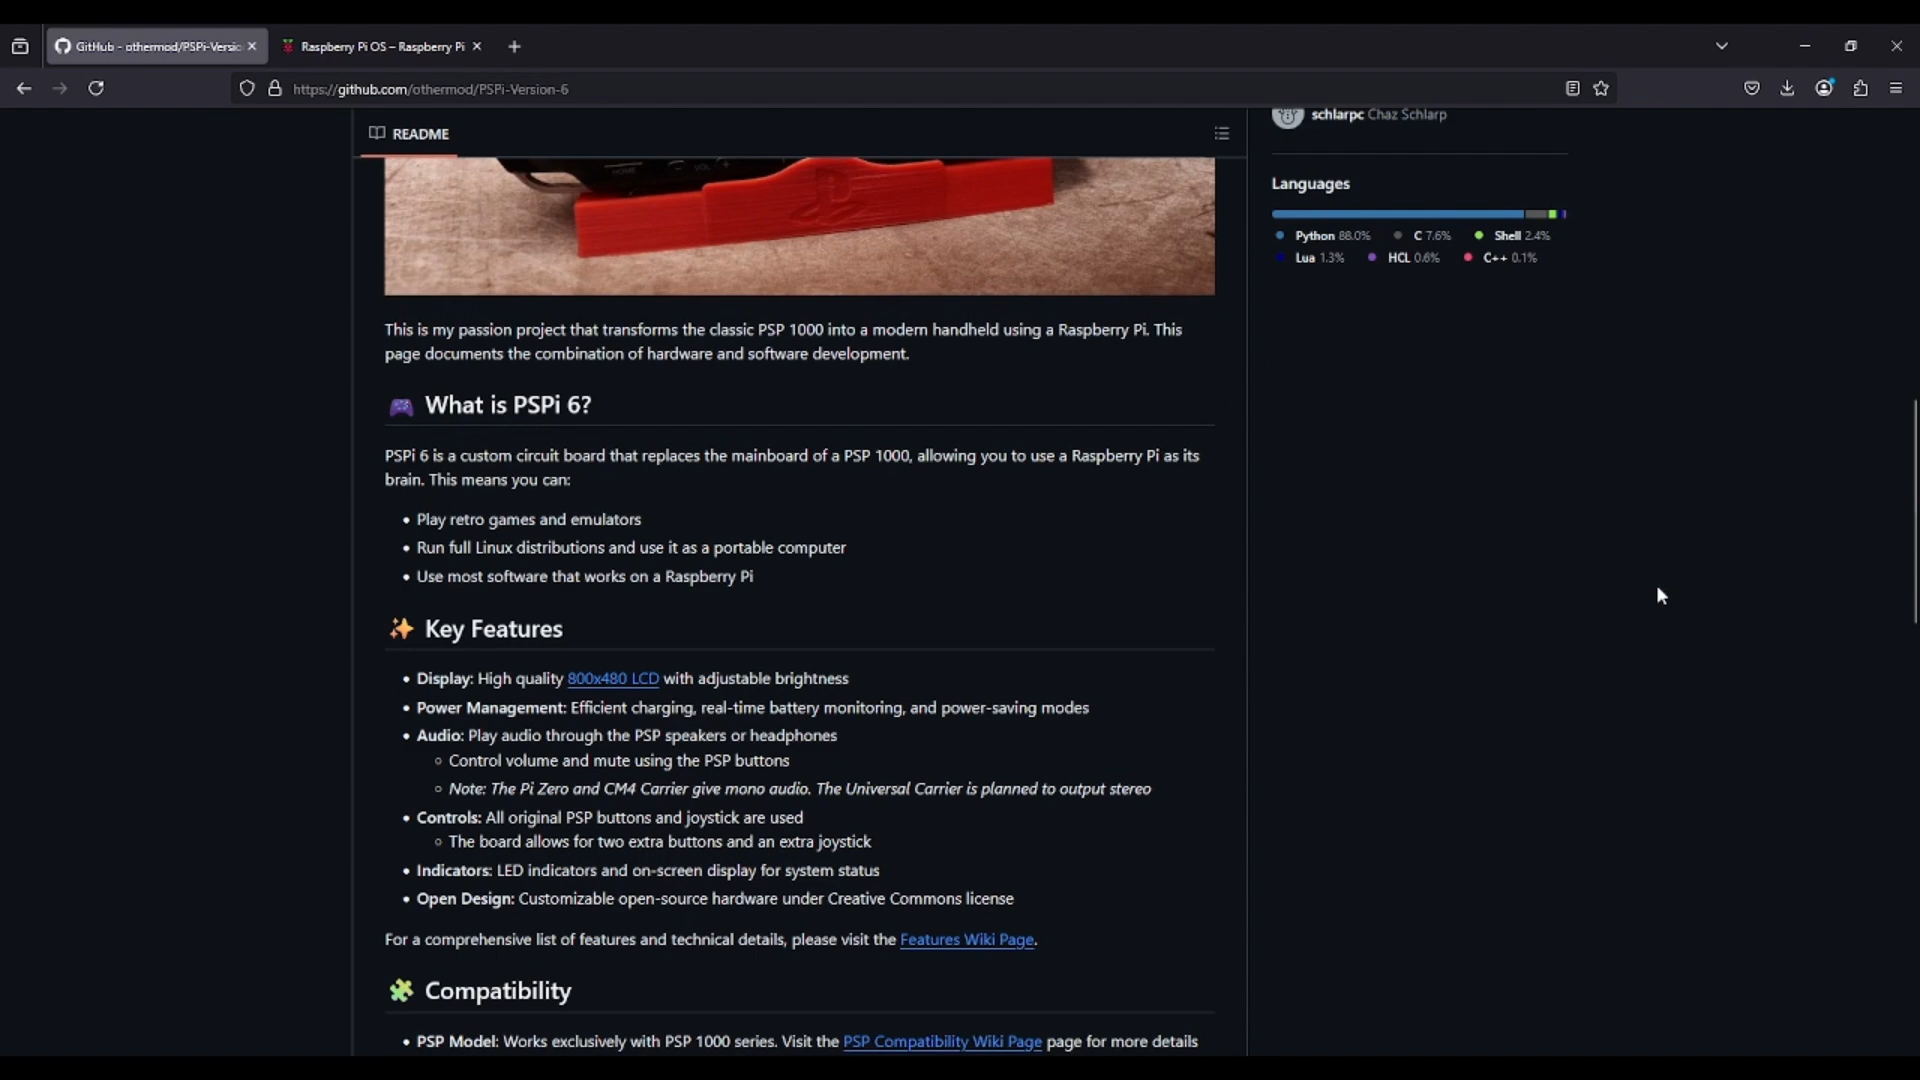 GitHub - othermod/PSPi-Versio
Raspberry Pi OS – Raspberry Pi
https://github.com/othermod/PSPi-Version-6
README
schlarpc Chaz Schlarp
HOME
VOL
+
Languages
Python 88.0%
C 7.6%
Shell 2.4%
Lua 1.3%
HCL 0.6%
C++ 0.1%
This is my passion project that transforms the classic PSP 1000 into a modern handheld using a Raspberry Pi. This
page documents the combination of hardware and software development.
What is PSPi 6?
PSPi 6 is a custom circuit board that replaces the mainboard of a PSP 1000, allowing you to use a Raspberry Pi as its
brain. This means you can:
• Play retro games and emulators
• Run full Linux distributions and use it as a portable computer
• Use most software that works on a Raspberry Pi
Key Features
• Display: High quality 800x480 LCD with adjustable brightness
• Power Management: Efficient charging, real-time battery monitoring, and power-saving modes
• Audio: Play audio through the PSP speakers or headphones
◦ Control volume and mute using the PSP buttons
◦ Note: The Pi Zero and CM4 Carrier give mono audio. The Universal Carrier is planned to output stereo
• Controls: All original PSP buttons and joystick are used
◦ The board allows for two extra buttons and an extra joystick
• Indicators: LED indicators and on-screen display for system status
• Open Design: Customizable open-source hardware under Creative Commons license
For a comprehensive list of features and technical details, please visit the Features Wiki Page.
Compatibility
• PSP Model: Works exclusively with PSP 1000 series. Visit the PSP Compatibility Wiki Page page for more details